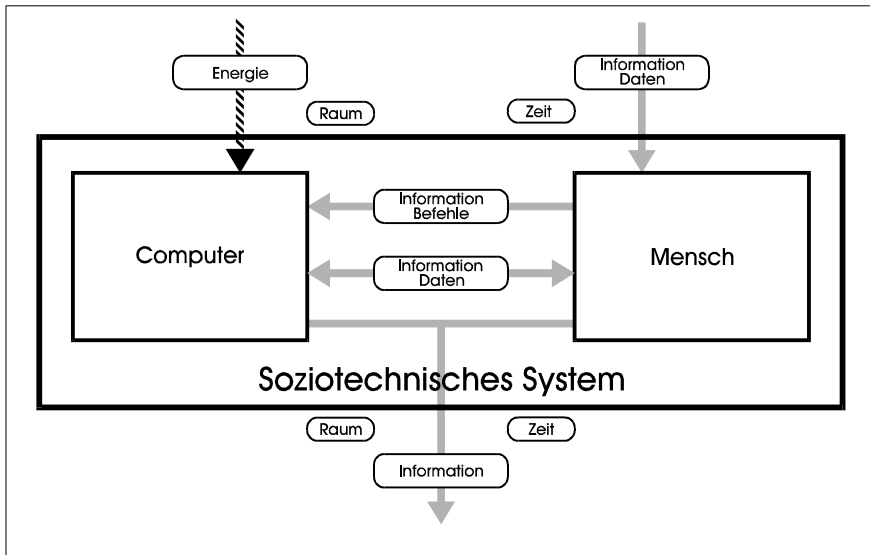 Energie
Information
Daten
Raum
Zeit
Information
Befehle
Computer
Mensch
Information
Daten
Soziotechnisches System
Raum
Zeit
Information